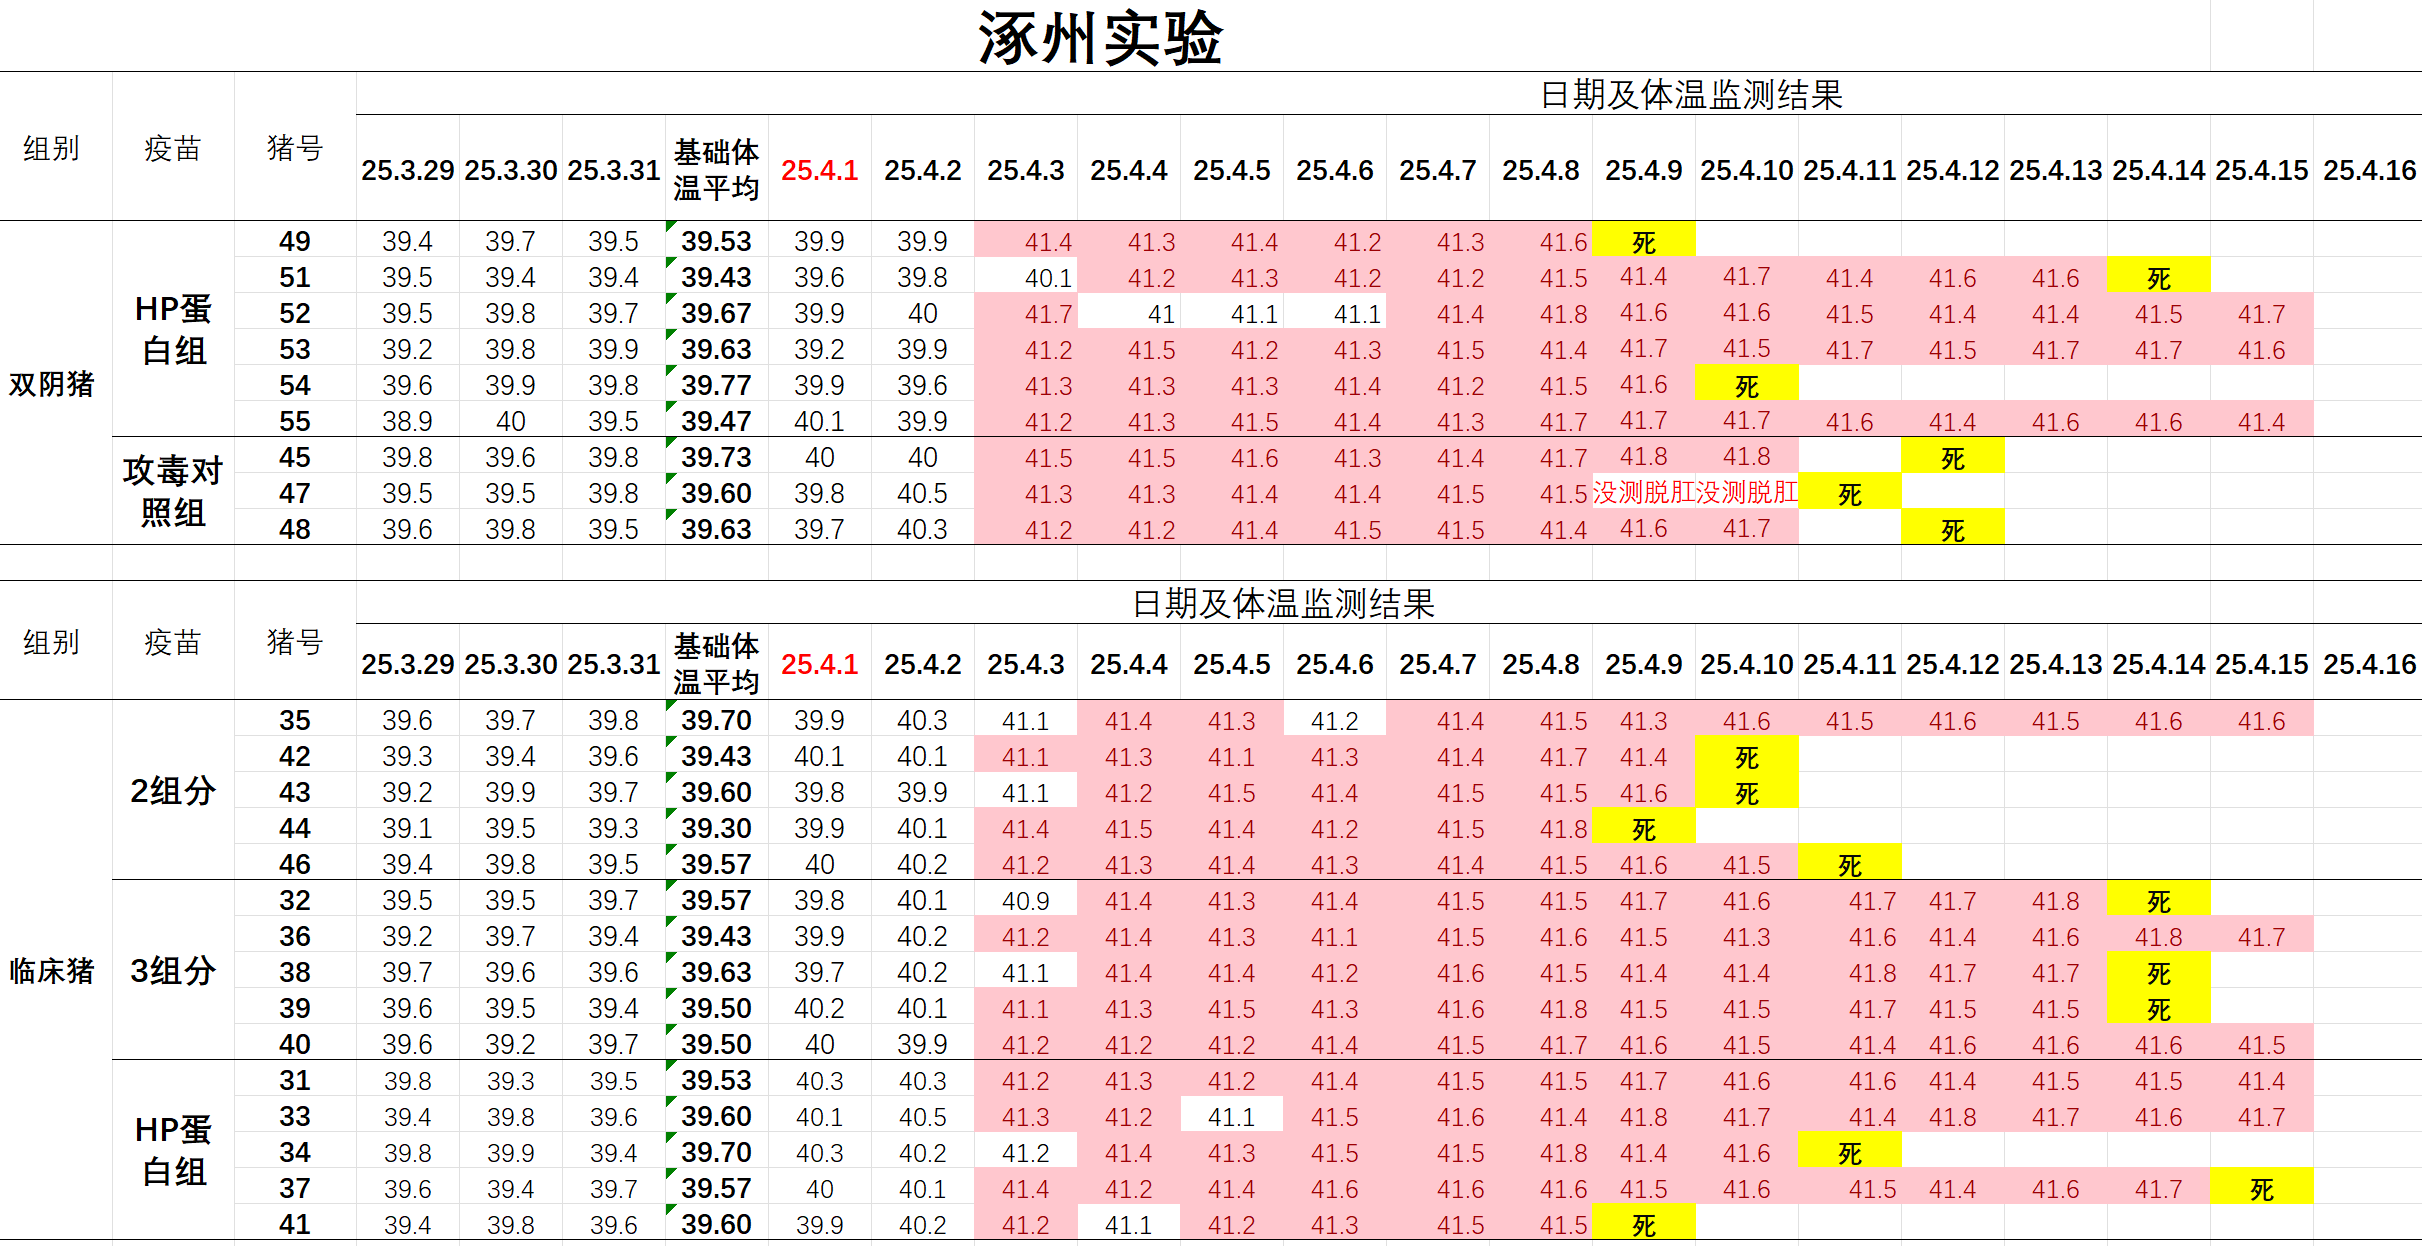 涿州实验
组别 疫苗 猪号 日期及体温监测结果
25.3.29 25.3.30 25.3.31 基础体温平均 25.4.1 25.4.2 25.4.3 25.4.4 25.4.5 25.4.6 25.4.7 25.4.8 25.4.9 25.4.10 25.4.11 25.4.12 25.4.13 25.4.14 25.4.15 25.4.16
双阴猪
HP蛋白组
49 39.4 39.7 39.5 39.53 39.9 39.9 41.4 41.3 41.4 41.2 41.3 41.6 死
51 39.5 39.4 39.4 39.43 39.6 39.8 40.1 41.2 41.3 41.2 41.2 41.5 41.4 41.7 41.4 41.6 41.6 死
52 39.5 39.8 39.7 39.67 39.9 40 41.7 41 41.1 41.1 41.4 41.8 41.6 41.6 41.5 41.4 41.4 41.5 41.7
53 39.2 39.8 39.9 39.63 39.2 39.9 41.2 41.5 41.2 41.3 41.5 41.4 41.7 41.5 41.7 41.5 41.7 41.7 41.6
54 39.6 39.9 39.8 39.77 39.9 39.6 41.3 41.3 41.3 41.4 41.2 41.5 41.6 死
55 38.9 40 39.5 39.47 40.1 39.9 41.2 41.3 41.5 41.4 41.3 41.7 41.7 41.7 41.6 41.4 41.6 41.6 41.4
攻毒对照组
45 39.8 39.6 39.8 39.73 40 40 41.5 41.5 41.6 41.3 41.4 41.7 41.8 41.8 死
47 39.5 39.5 39.8 39.60 39.8 40.5 41.3 41.3 41.4 41.4 41.5 41.5 没测脱肛 没测脱肛 死
48 39.6 39.8 39.5 39.63 39.7 40.3 41.2 41.2 41.4 41.5 41.5 41.4 41.6 41.7 死
组别 疫苗 猪号 日期及体温监测结果
25.3.29 25.3.30 25.3.31 基础体温平均 25.4.1 25.4.2 25.4.3 25.4.4 25.4.5 25.4.6 25.4.7 25.4.8 25.4.9 25.4.10 25.4.11 25.4.12 25.4.13 25.4.14 25.4.15 25.4.16
临床猪
2组分
35 39.6 39.7 39.8 39.70 39.9 40.3 41.1 41.4 41.3 41.2 41.4 41.5 41.3 41.6 41.5 41.6 41.5 41.6 41.6
42 39.3 39.4 39.6 39.43 40.1 40.1 41.1 41.3 41.1 41.3 41.4 41.7 41.4 死
43 39.2 39.9 39.7 39.60 39.8 39.9 41.1 41.2 41.5 41.4 41.5 41.5 41.6 死
44 39.1 39.5 39.3 39.30 39.9 40.1 41.4 41.5 41.4 41.2 41.5 41.8 死
46 39.4 39.8 39.5 39.57 40 40.2 41.2 41.3 41.4 41.3 41.4 41.5 41.6 41.5 死
3组分
32 39.5 39.5 39.7 39.57 39.8 40.1 40.9 41.4 41.3 41.4 41.5 41.5 41.7 41.6 41.7 41.7 41.8 死
36 39.2 39.7 39.4 39.43 39.9 40.2 41.2 41.4 41.3 41.1 41.5 41.6 41.5 41.3 41.6 41.4 41.6 41.8 41.7
38 39.7 39.6 39.6 39.63 39.7 40.2 41.1 41.4 41.4 41.2 41.6 41.5 41.4 41.4 41.8 41.7 41.7 死
39 39.6 39.5 39.4 39.50 40.2 40.1 41.1 41.3 41.5 41.3 41.6 41.8 41.5 41.5 41.7 41.5 41.5 死
40 39.6 39.2 39.7 39.50 40 39.9 41.2 41.2 41.2 41.4 41.5 41.7 41.6 41.5 41.4 41.6 41.6 41.6 41.5
HP蛋白组
31 39.8 39.3 39.5 39.53 40.3 40.3 41.2 41.3 41.2 41.4 41.5 41.5 41.7 41.6 41.6 41.4 41.5 41.5 41.4
33 39.4 39.8 39.6 39.60 40.1 40.5 41.3 41.2 41.1 41.5 41.6 41.4 41.8 41.7 41.4 41.8 41.7 41.6 41.7
34 39.8 39.9 39.4 39.70 40.3 40.2 41.2 41.4 41.3 41.5 41.5 41.8 41.4 41.6 死
37 39.6 39.4 39.7 39.57 40 40.1 41.4 41.2 41.4 41.6 41.6 41.6 41.5 41.6 41.5 41.4 41.6 41.7 死
41 39.4 39.8 39.6 39.60 39.9 40.2 41.2 41.1 41.2 41.3 41.5 41.5 死